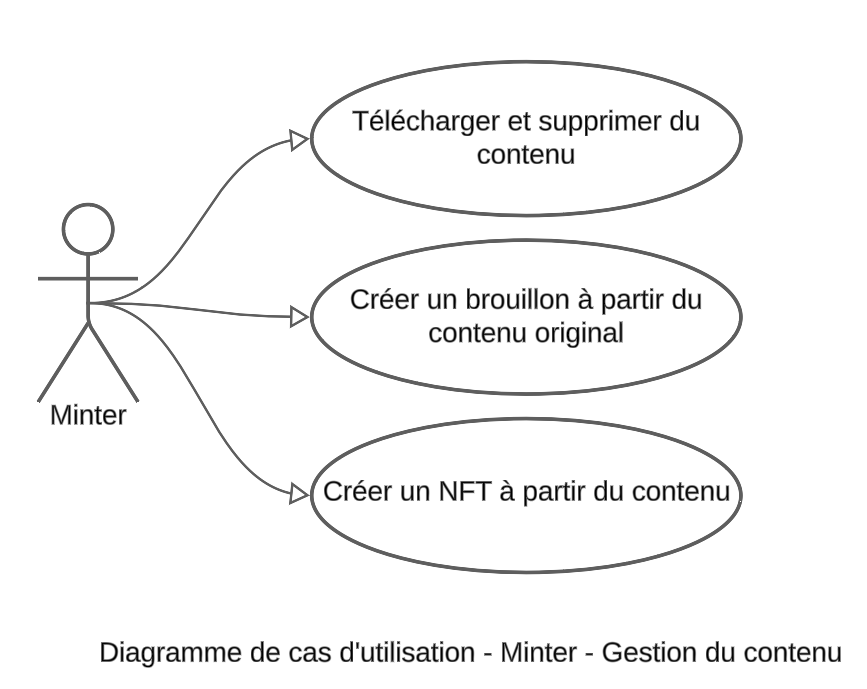 Télécharger et supprimer du
contenu
Créer un brouillon à partir du
contenu original
Minter
Créer un NFT à partir du contenu
Diagramme de cas d'utilisation - Minter - Gestion du contenu